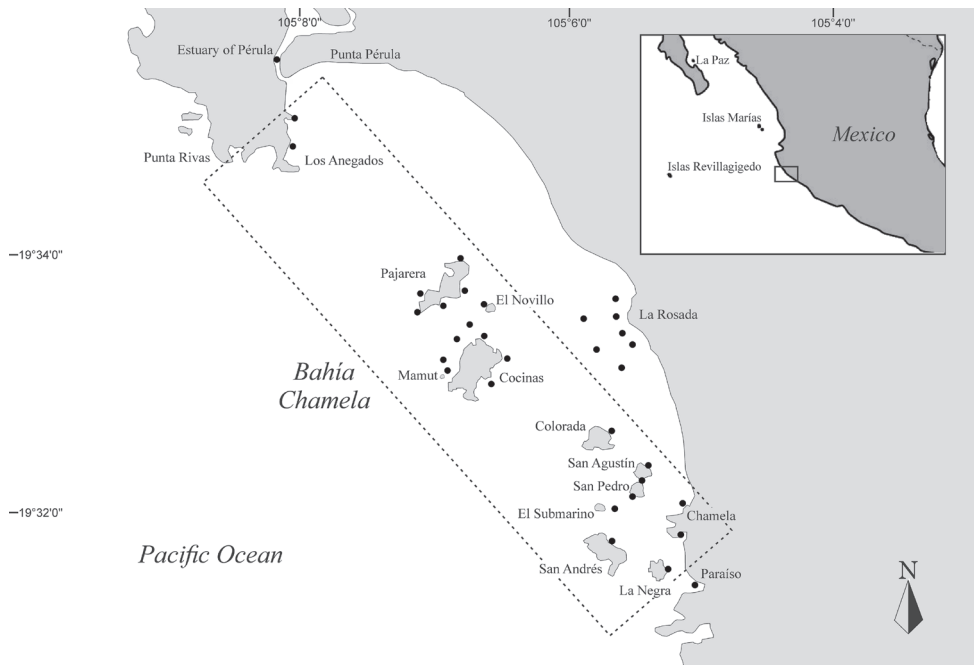 105°8'0"
105°6'0"
105°4'0"
Estuary of Pérula
Punta Pérula
La Paz
Islas Marías
Mexico
Islas Revillagigedo
Punta Rivas
Los Anegados
19°34'0"
Pajarera
El Novillo
La Rosada
Bahía
Chamela
Mamut
Cocinas
Colorada
San Agustín
San Pedro
19°32'0"
El Submarino
Chamela
Pacific Ocean
San Andrés
La Negra
Paraíso
N